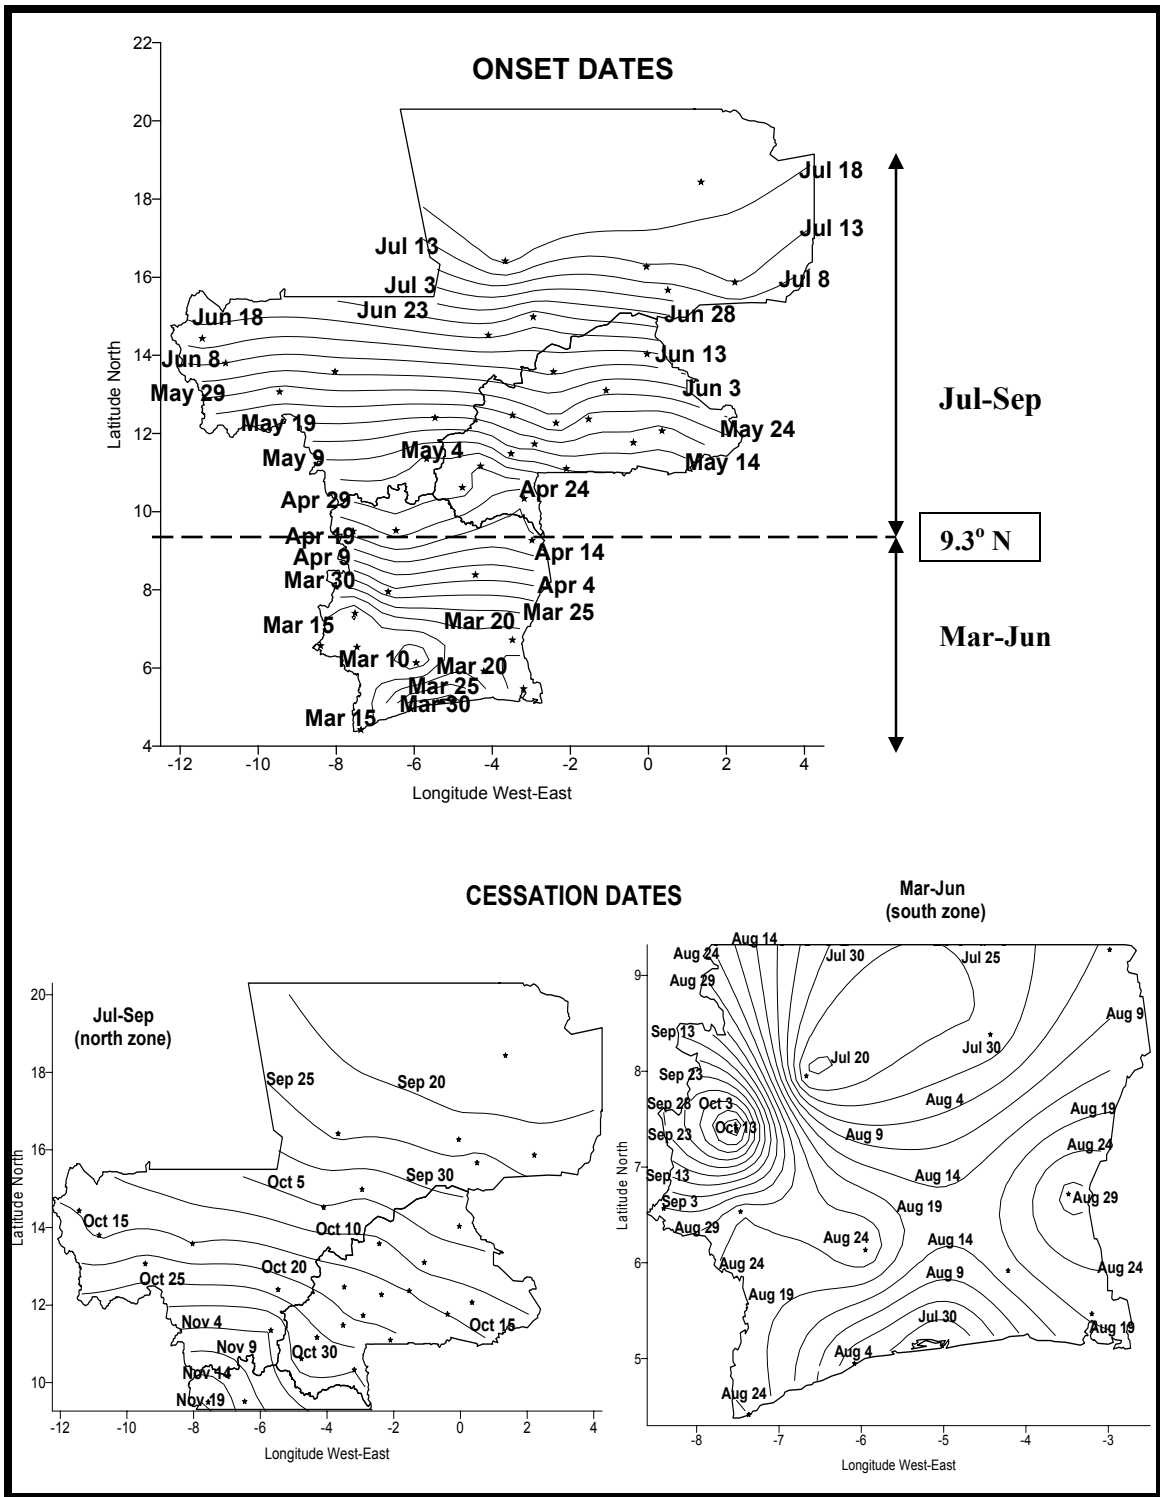 ONSET DATES
22
20
18
16
14
12
10
8
6
4
Latitude North
-12
-10
-8
-6
-4
-2
0
2
4
Longitude West-East
Jul 18
Jul 13
Jul 13
Jul 8
Jul 3
Jun 23
Jun 28
Jun 18
Jun 13
Jun 8
Jun 3
May 29
May 24
May 19
May 14
May 4
May 9
Apr 24
Apr 29
Apr 19
Apr 14
Apr 9
Apr 4
Mar 30
Mar 25
Mar 20
Mar 15
Mar 10
Mar 20
Mar 25
Mar 30
Mar 15
Jul-Sep
9.3º N
Mar-Jun
CESSATION DATES
Jul-Sep
(north zone)
20
18
16
14
12
10
Latitude North
-12
-10
-8
-6
-4
-2
0
2
4
Longitude West-East
Sep 25
Sep 20
Sep 30
Oct 5
Oct 15
Oct 10
Oct 20
Oct 25
Oct 15
Nov 4
Nov 9
Oct 30
Nov 14
Nov 19
Mar-Jun
(south zone)
9
8
7
6
5
Latitude North
-8
-7
-6
-5
-4
-3
Longitude West-East
Aug 14
Aug 24
Jul 30
Jul 25
Aug 29
Aug 9
Sep 13
Jul 30
Jul 20
Sep 23
Aug 4
Sep 28
Oct 3
Aug 19
Oct 13
Sep 23
Aug 9
Aug 24
Sep 13
Aug 14
Sep 3
Aug 29
Aug 19
Aug 29
Aug 24
Aug 14
Aug 24
Aug 9
Aug 24
Aug 17
Jul 30
Aug 19
Aug 4
Aug 24